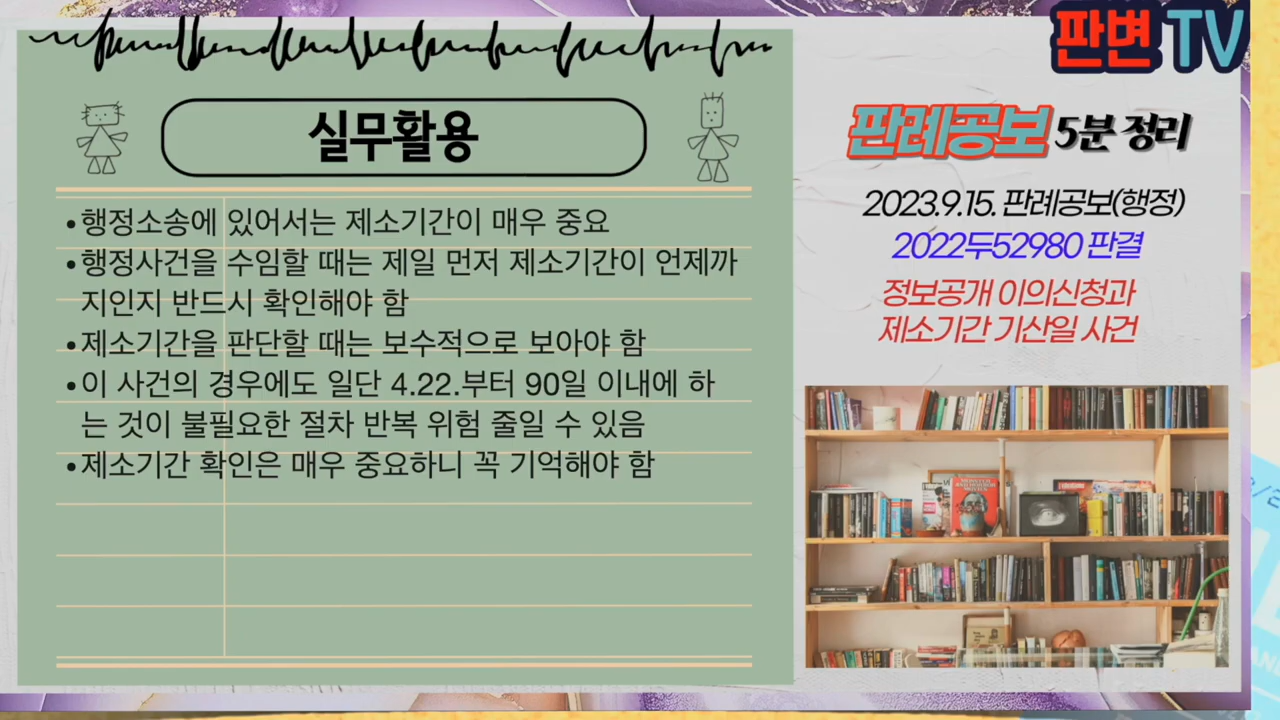 판변 TV
실무활용
•행정소송에 있어서는 제소기간이 매우 중요
•행정사건을 수임할 때는 제일 먼저 제소기간이 언제까
지인지 반드시 확인해야 함
•제소기간을 판단할 때는 보수적으로 보아야 함
•이 사건의 경우에도 일단 4.22.부터 90일 이내에 하
는 것이 불필요한 절차 반복 위험 줄일 수 있음
•제소기간 확인은 매우 중요하니 꼭 기억해야 함
판례공보 5분 정리
2023.9.15. 판례공보(행정)
2022두52980 판결
정보공개 이의신청과
제소기간 기산일 사건